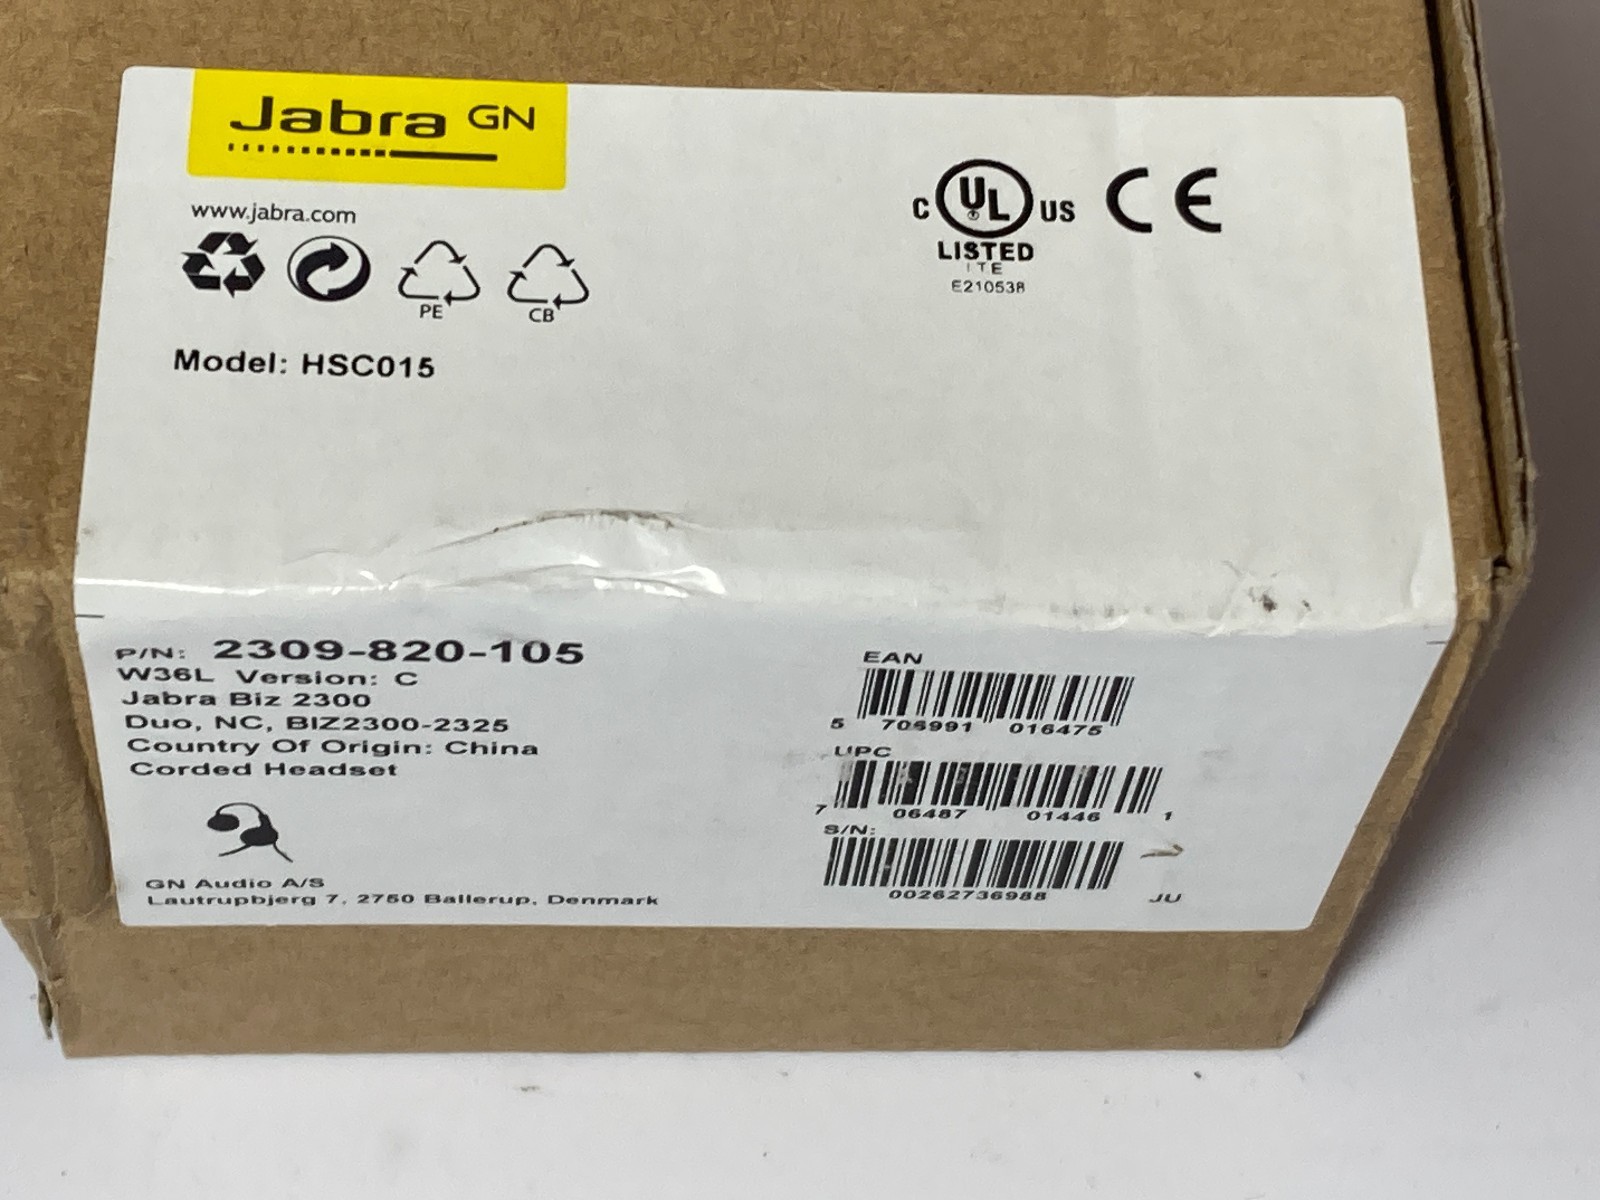 Jabra GN
www.jabra.com
PE
CB
Model: HSC015
C UL US CE
LISTED
ITE
E210538
P/N: 2309-820-105
W36L Version: C
Jabra Biz 2300
Duo, NC, BIZ2300-2325
Country Of Origin: China
Corded Headset
GN Audio A/S
Lautrupbjerg 7, 2750 Ballerup, Denmark
EAN
5 706991 016475
UPC
7 06487 01446 1
S/N:
00262736988
JU